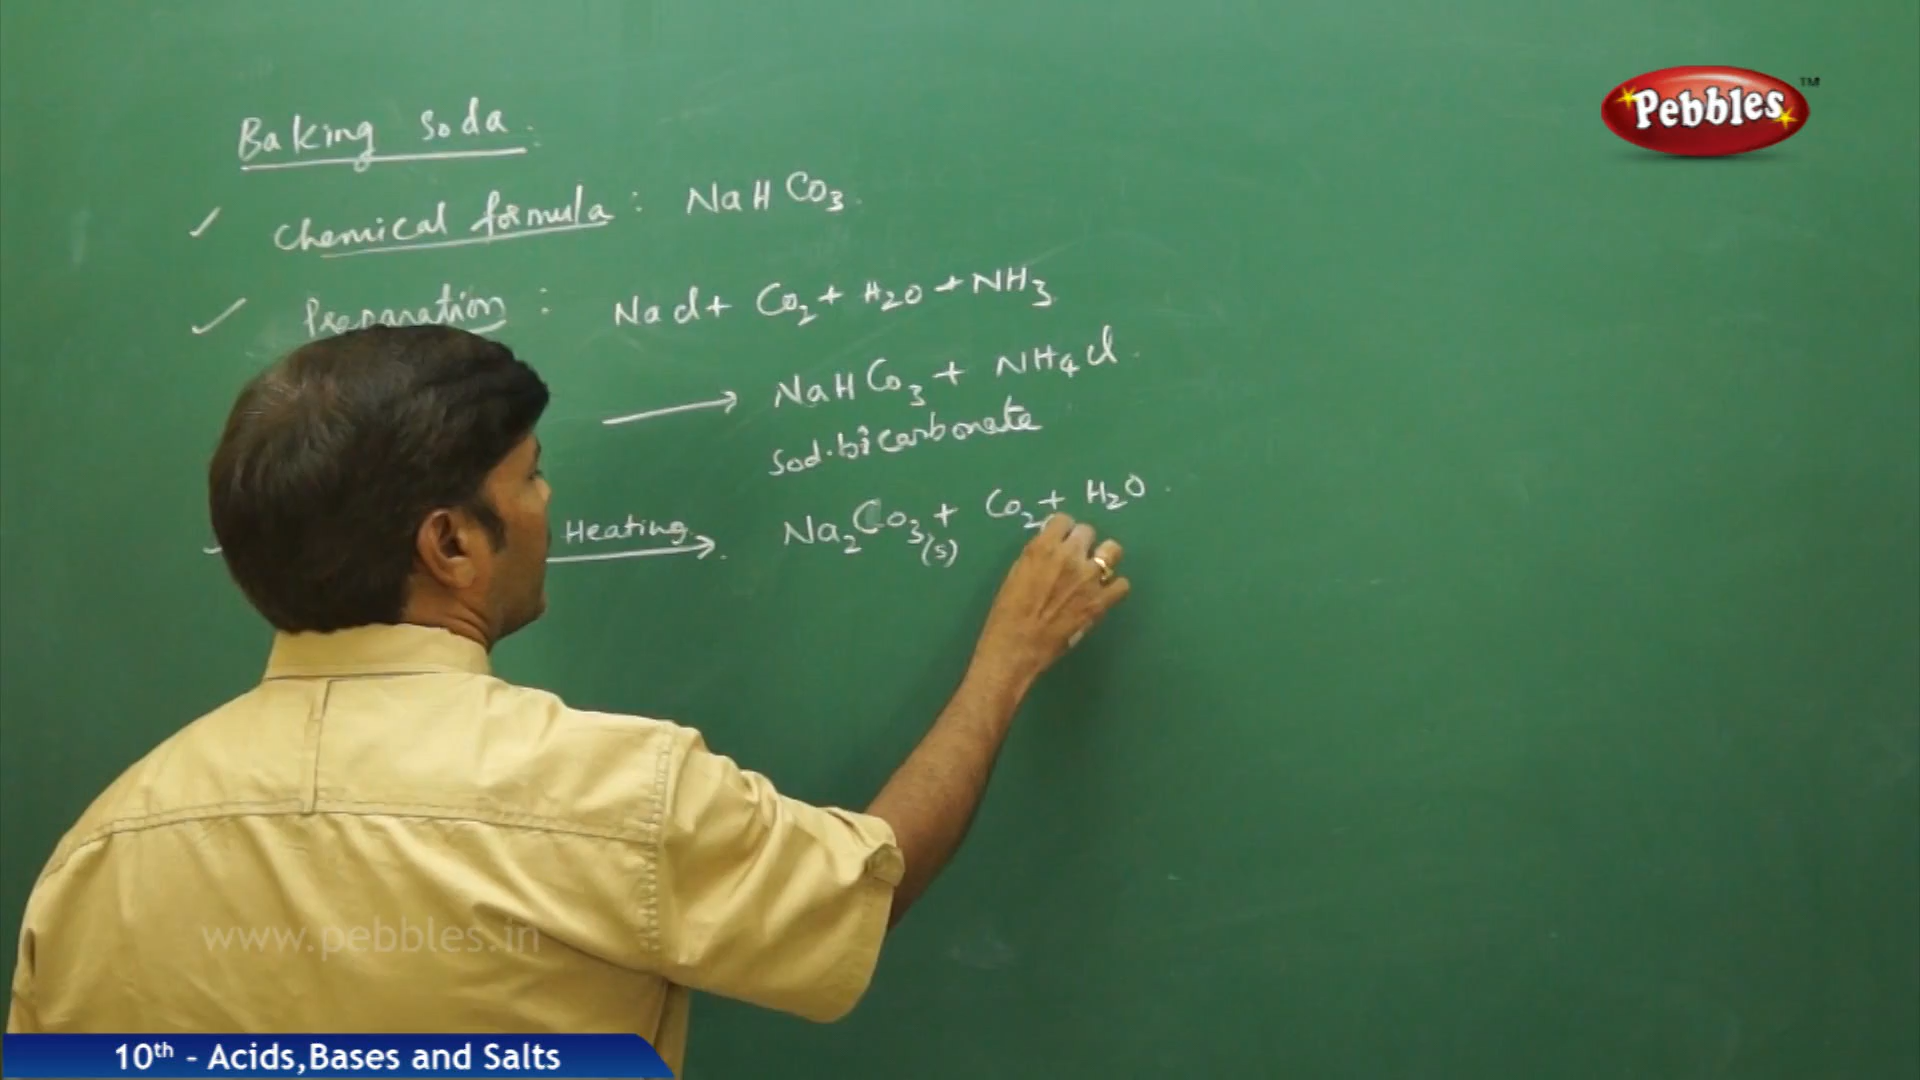 Pebbles™
Baking Soda.
Chemical formula : NaHCo3.
Preparation : Nacl + Co2 + H2O + NH3
→ NaHCo3 + NH4cl.
Sod.bicarbonate
Heating → Na2Co3(s) + Co2 + H2O.
www.pebbles.in
10th - Acids,Bases and Salts